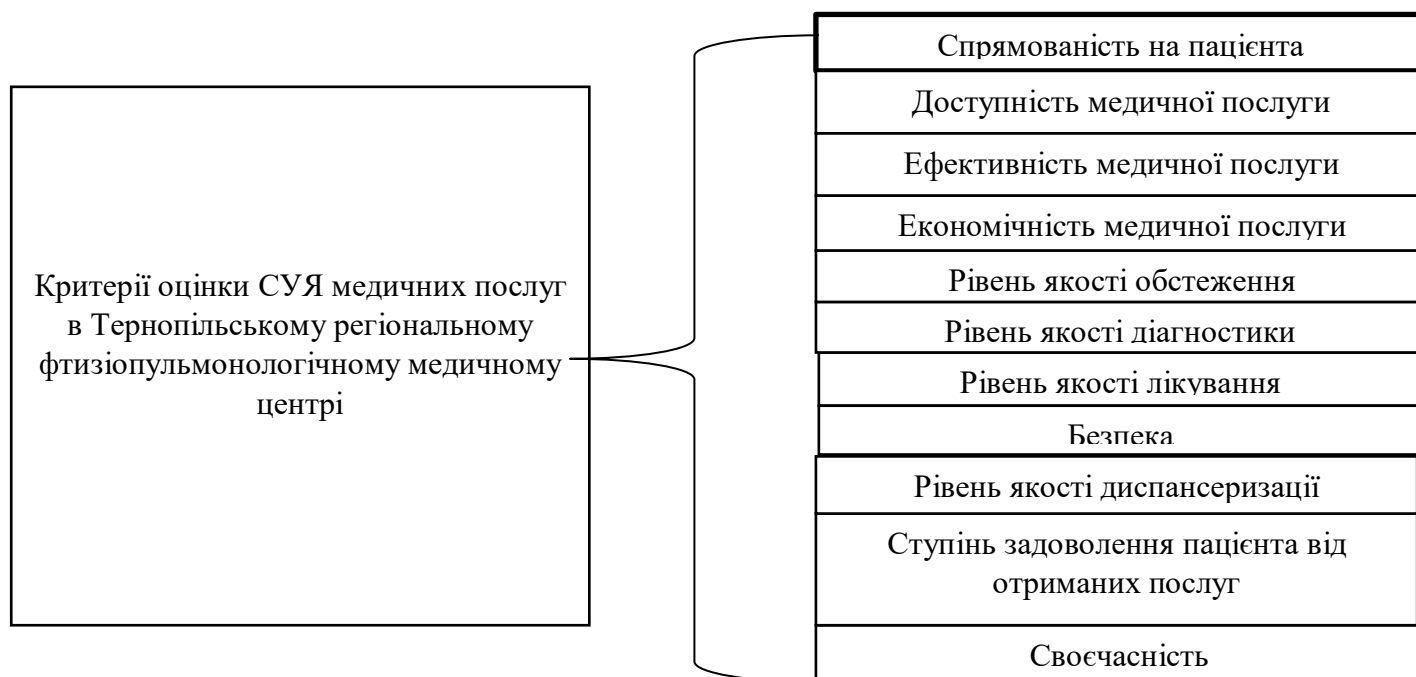 Критерії оцінки СУЯ медичних послуг
в Тернопільському регіональному
фтизіопульмонологічному медичному
центрі
Спрямованість на пацієнта
Доступність медичної послуги
Ефективність медичної послуги
Економічність медичної послуги
Рівень якості обстеження
Рівень якості діагностики
Рівень якості лікування
Безпека
Рівень якості диспансеризації
Ступінь задоволення пацієнта від
отриманих послуг
Своєчасність